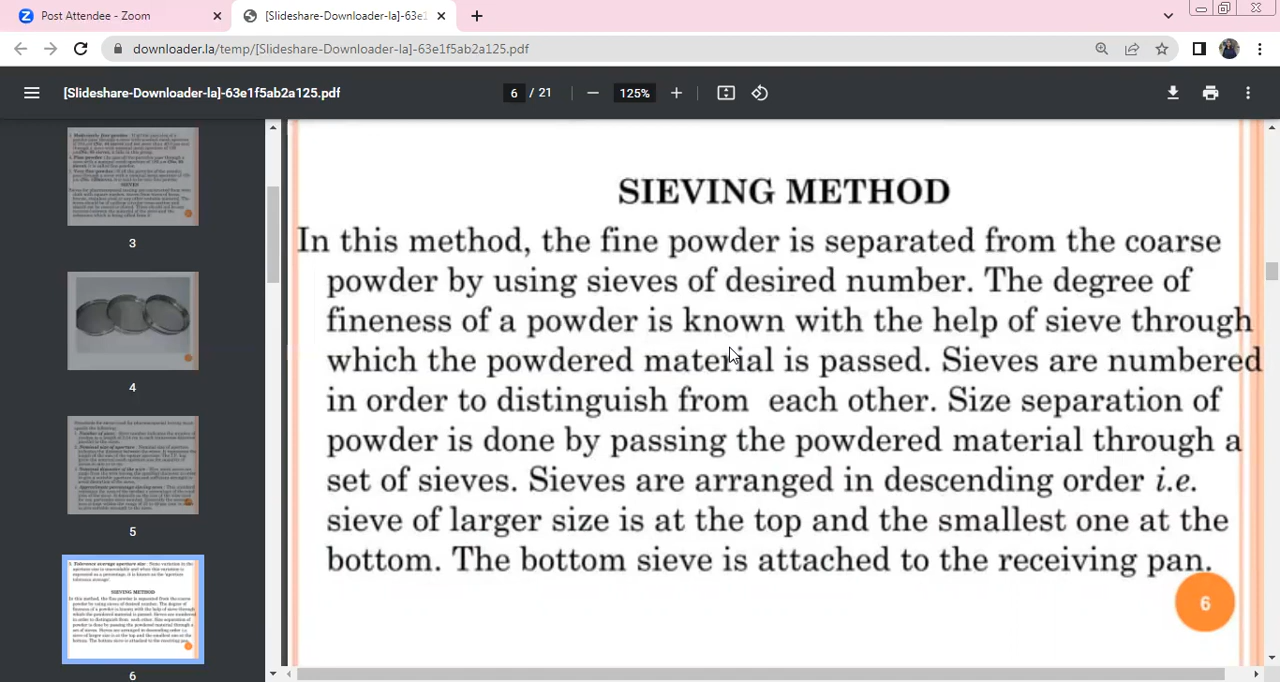 Post Attendee - Zoom
[Slideshare-Downloader-la]-63e1
downloader.la/temp/[Slideshare-Downloader-la]-63e1f5ab2a125.pdf
[Slideshare-Downloader-la]-63e1f5ab2a125.pdf
6 / 21
125%
3
4
5
6
SIEVING METHOD
In this method, the fine powder is separated from the coarse
powder by using sieves of desired number. The degree of
fineness of a powder is known with the help of sieve through
which the powdered material is passed. Sieves are numbered
in order to distinguish from each other. Size separation of
powder is done by passing the powdered material through a
set of sieves. Sieves are arranged in descending order i.e.
sieve of larger size is at the top and the smallest one at the
bottom. The bottom sieve is attached to the receiving pan.
6